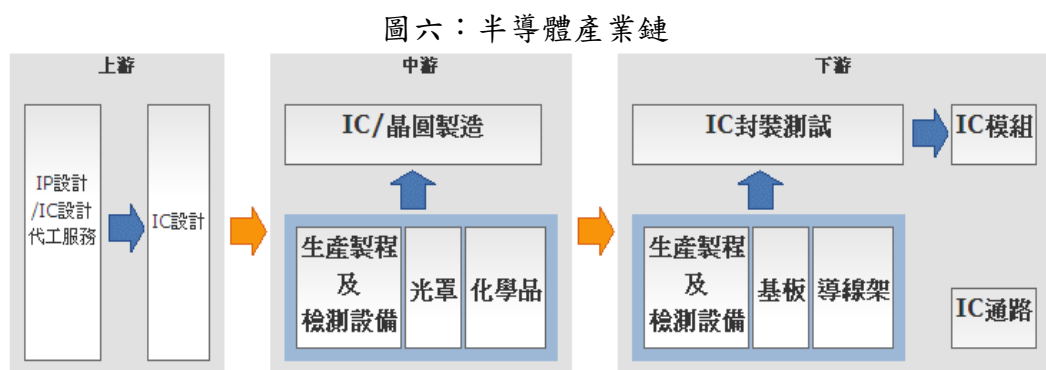 圖六：半導體產業鏈
上游
IP設計
/IC設計
代工服務
IC設計
中游
IC/晶圓製造
生產製程
及
檢測設備
光罩
化學品
下游
IC封裝測試
IC模組
生產製程
及
檢測設備
基板
導線架
IC通路